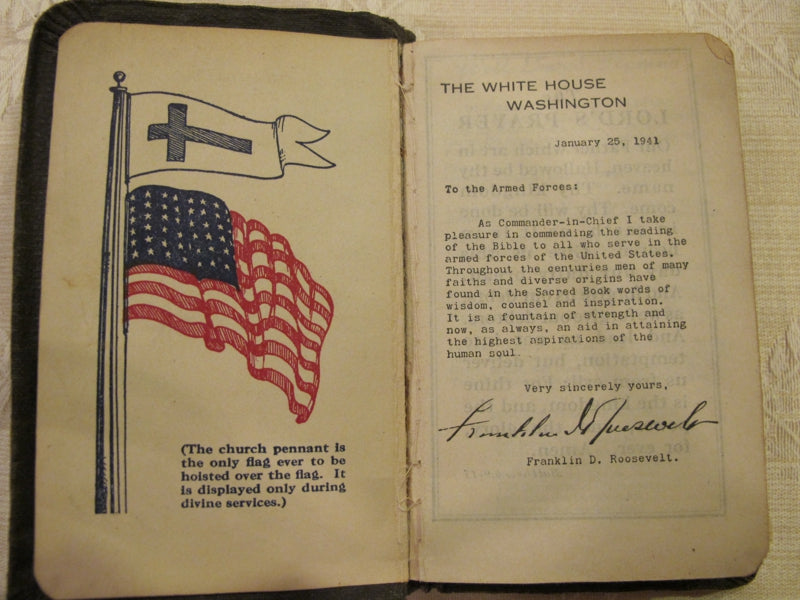 (The church pennant is
the only flag ever to be
hoisted over the flag. It
is displayed only during
divine services.)
THE WHITE HOUSE
WASHINGTON
January 25, 1941
To the Armed Forces:
As Commander-in-Chief I take
pleasure in commending the reading
of the Bible to all who serve in the
armed forces of the United States.
Throughout the centuries men of many
faiths and diverse origins have
found in the Sacred Book words of
wisdom, counsel and inspiration.
It is a fountain of strength and
now, as always, an aid in attaining
the highest aspirations of the
human soul.
Very sincerely yours,
Franklin D Roosevelt
Franklin D. Roosevelt.